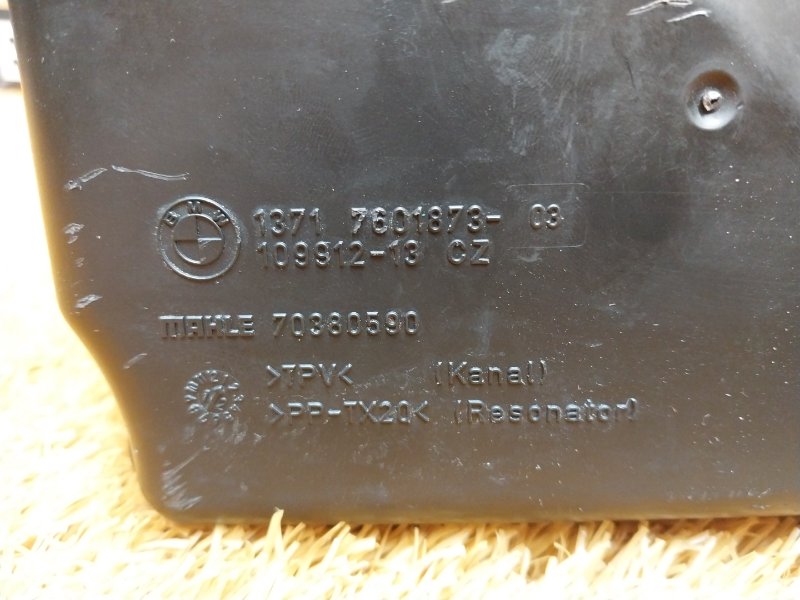 BMW
1371 7601873- 03
109912-13 CZ
MAHLE 70380590
>TPV< (Kanal)
>PP-TX20< (Resonator)